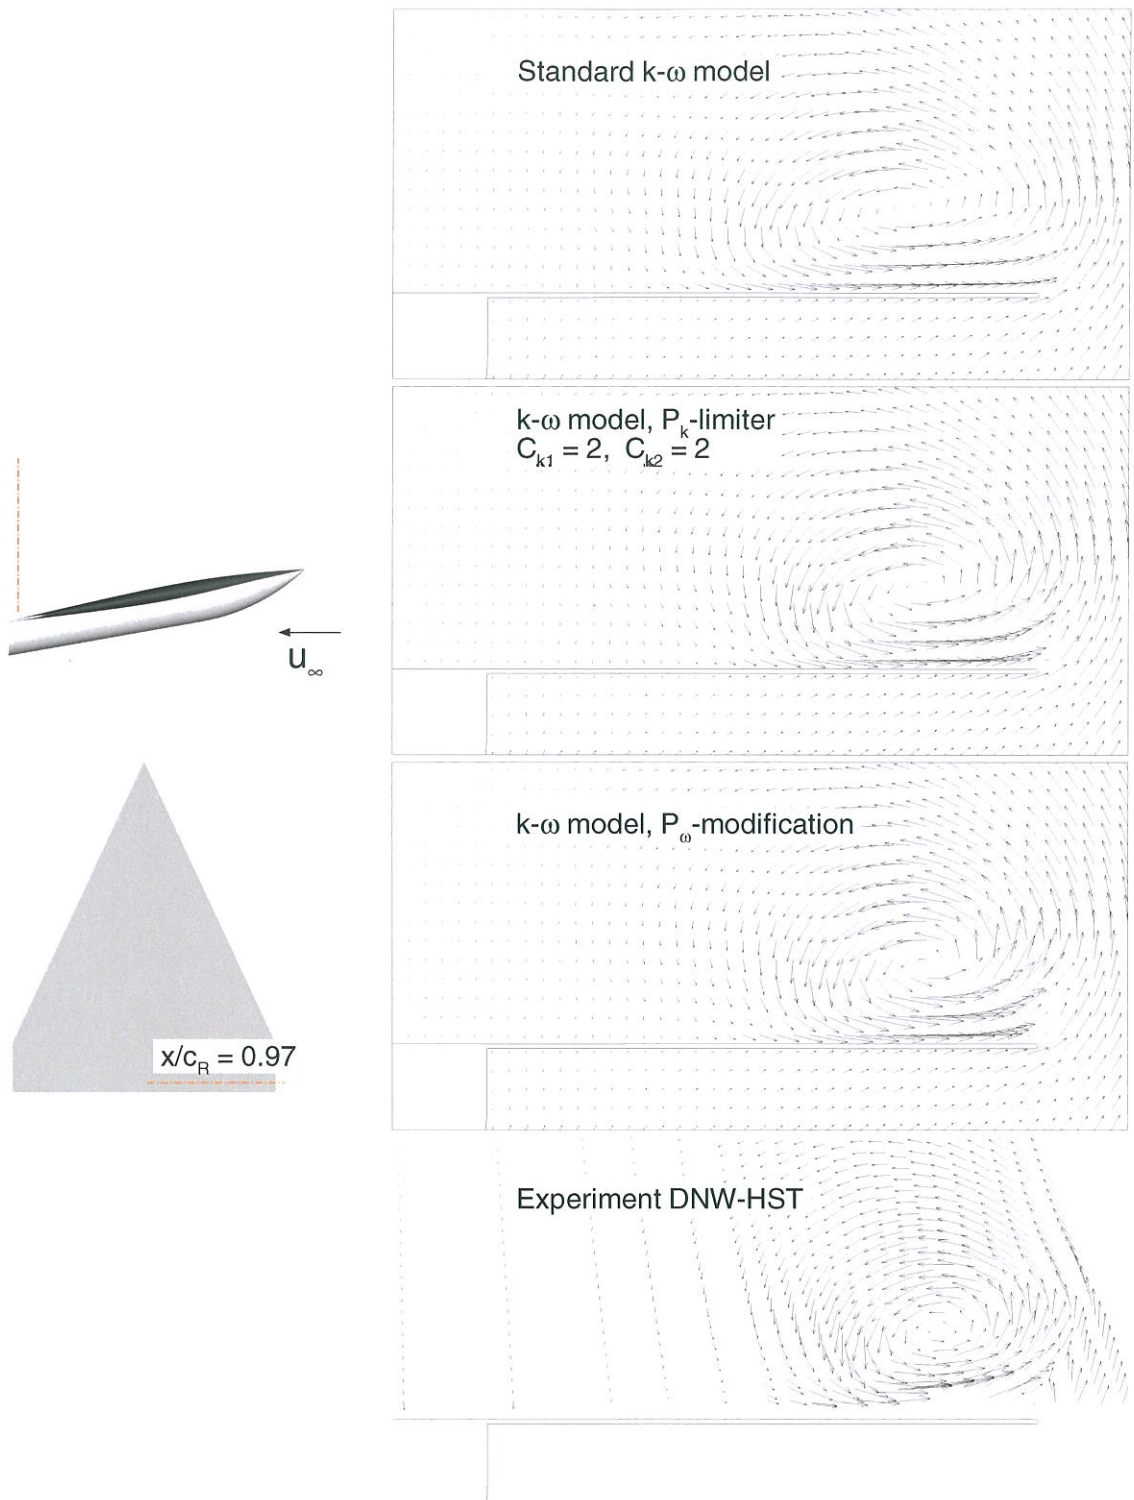 Standard k-ω model
k-ω model, Pk-limiter
Ck1 = 2, Ck2 = 2
u∞
k-ω model, Pω-modification
x/cR = 0.97
Experiment DNW-HST